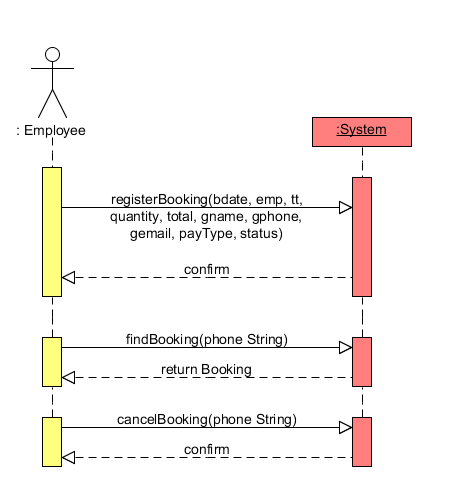 : Employee
:System
registerBooking(bdate, emp, tt,
quantity, total, gname, gphone,
gemail, payType, status)
confirm
findBooking(phone String)
return Booking
cancelBooking(phone String)
confirm